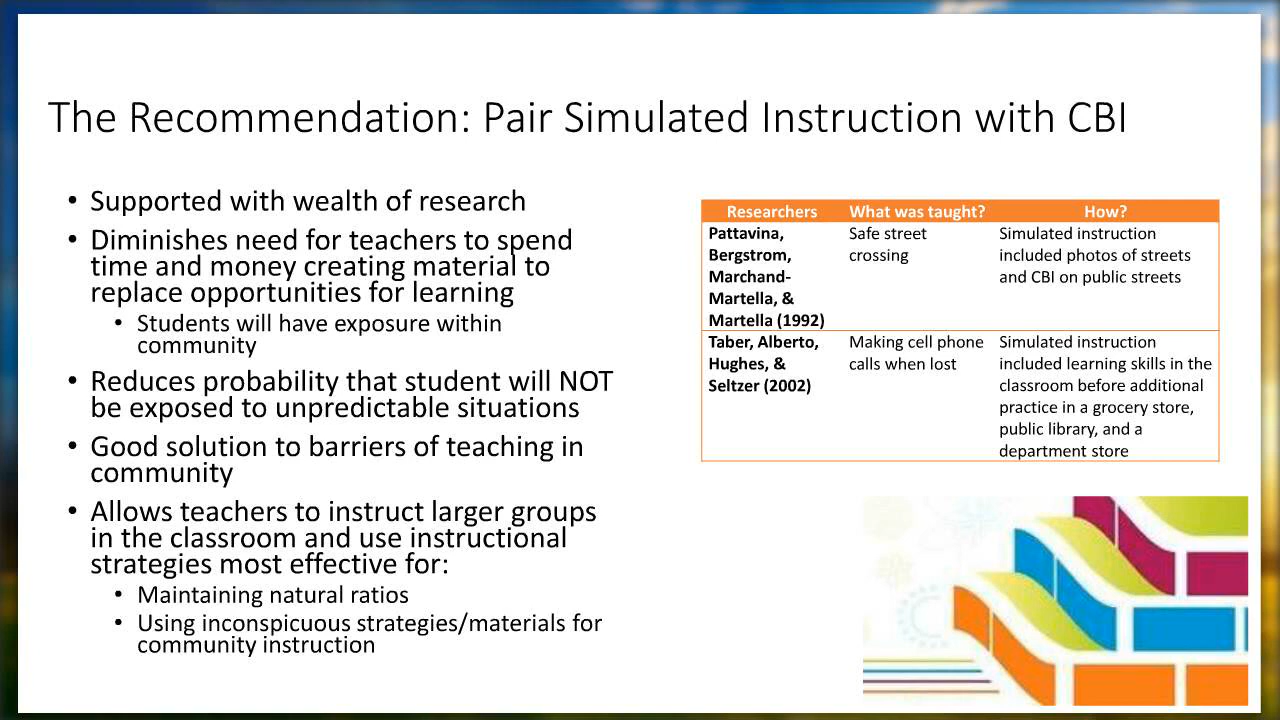 The Recommendation: Pair Simulated Instruction with CBI
• Supported with wealth of research
• Diminishes need for teachers to spend
time and money creating material to
replace opportunities for learning
• Students will have exposure within
community
• Reduces probability that student will NOT
be exposed to unpredictable situations
• Good solution to barriers of teaching in
community
• Allows teachers to instruct larger groups
in the classroom and use instructional
strategies most effective for:
• Maintaining natural ratios
• Using inconspicuous strategies/materials for
community instruction
Researchers What was taught? How?
Pattavina, Safe street Simulated instruction
Bergstrom, crossing included photos of streets
Marchand- and CBI on public streets
Martella, &
Martella (1992)
Taber, Alberto, Making cell phone Simulated instruction
Hughes, & calls when lost included learning skills in the
Seltzer (2002) classroom before additional
practice in a grocery store,
public library, and a
department store